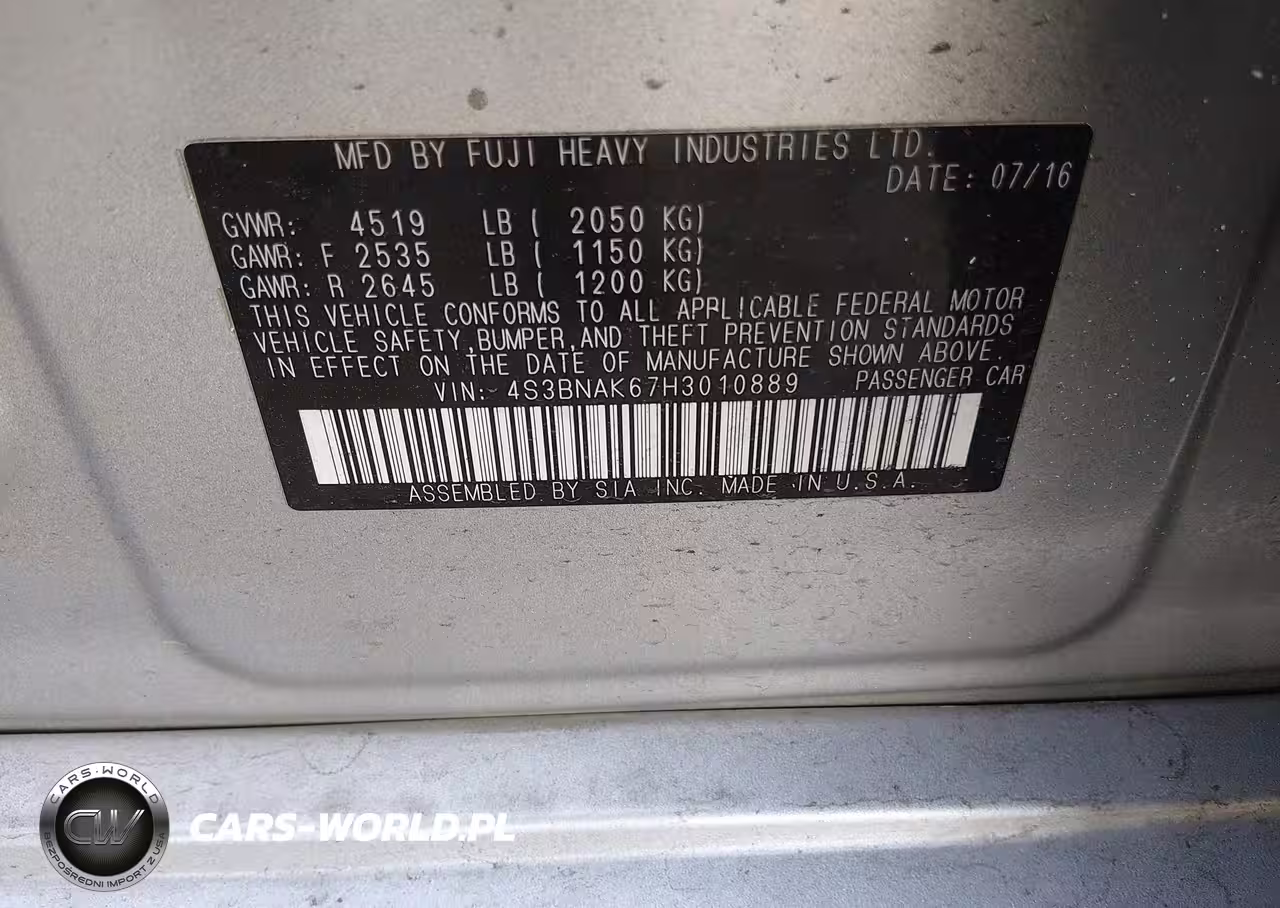 MFD BY FUJI HEAVY INDUSTRIES LTD.
DATE: 07/16
GVWR: 4519 LB ( 2050 KG)
GAWR: F 2535 LB ( 1150 KG)
GAWR: R 2645 LB ( 1200 KG)
THIS VEHICLE CONFORMS TO ALL APPLICABLE FEDERAL MOTOR
VEHICLE SAFETY,BUMPER,AND THEFT PREVENTION STANDARDS
IN EFFECT ON THE DATE OF MANUFACTURE SHOWN ABOVE.
VIN: 4S3BNAK67H3010889 PASSENGER CAR
ASSEMBLED BY SIA INC. MADE IN U.S.A.
CARS-WORLD
CW
BEZPOŚREDNI IMPORT Z USA
CARS-WORLD.PL